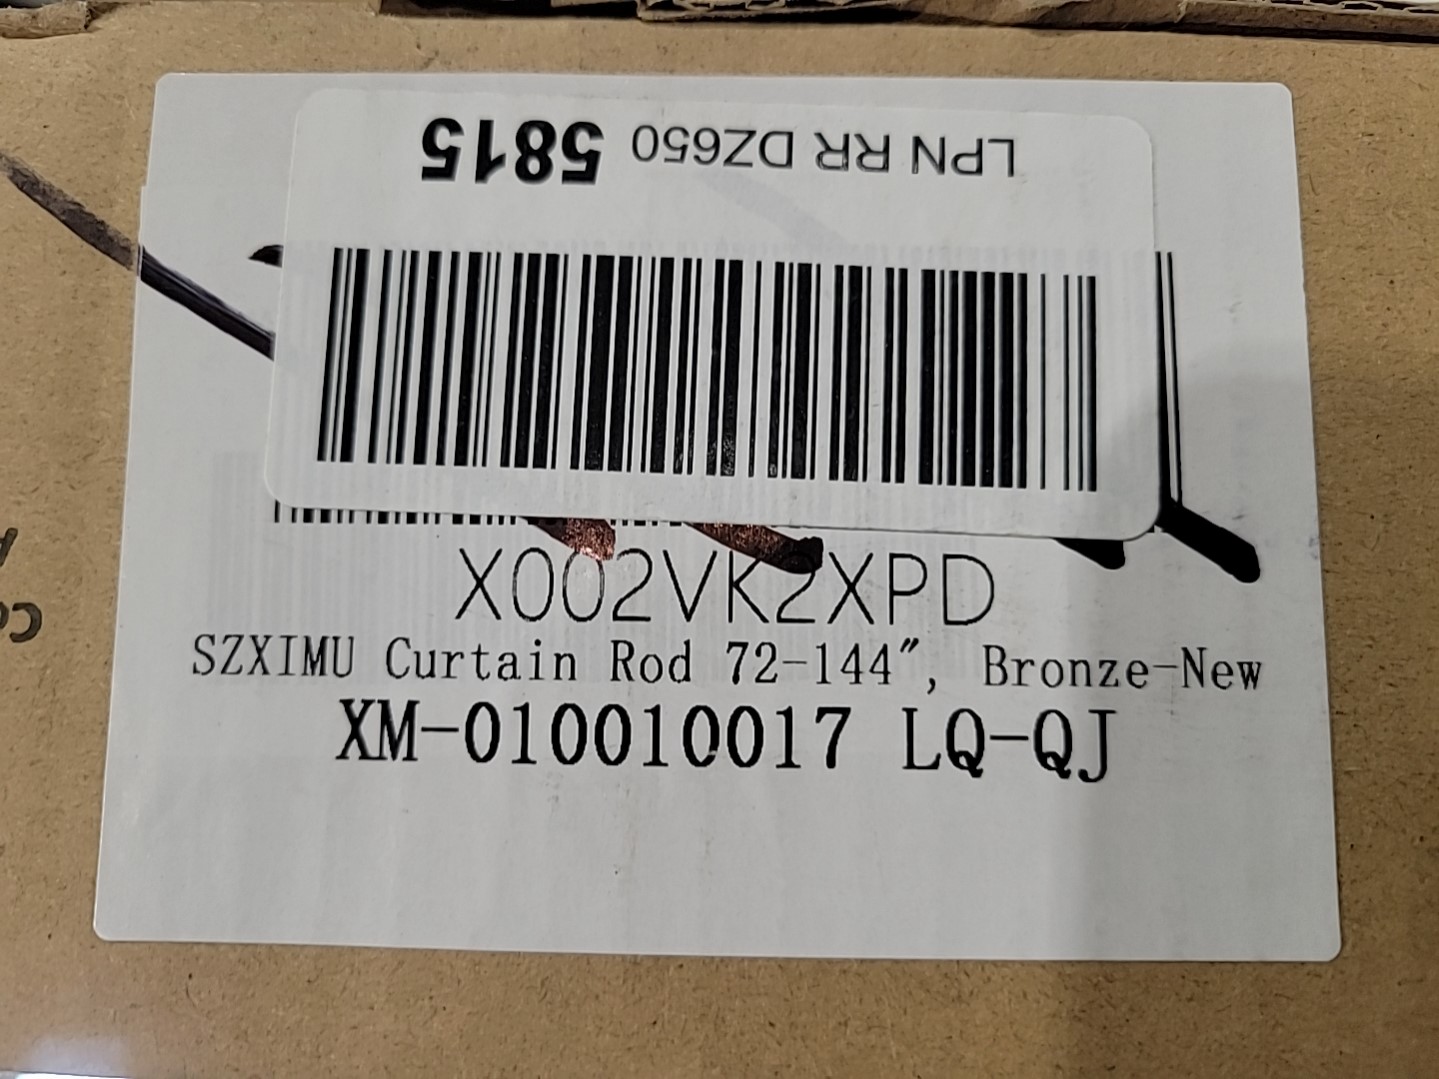 LPN RR DZ650 5815
X002VK2XPD
SZXIMU Curtain Rod 72-144", Bronze-New
XM-010010017 LQ-QJ